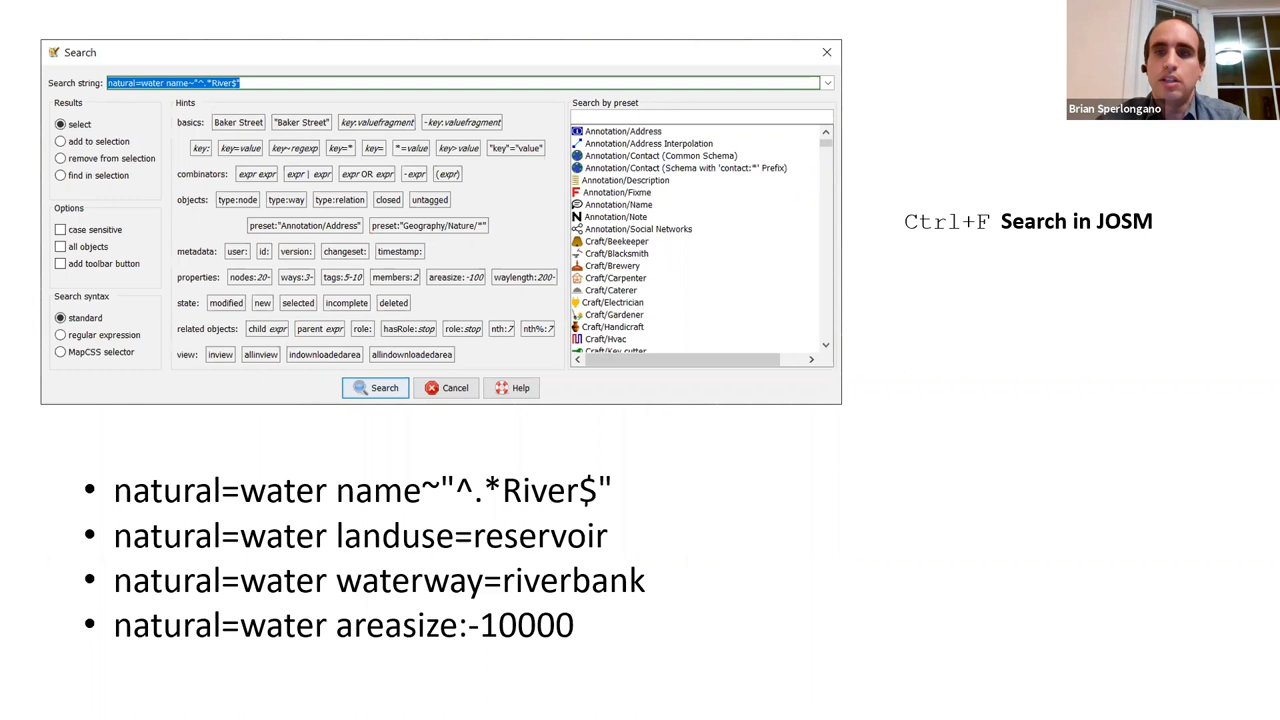 Search
Search string: natural=water name~"^.*River$"
Results
select
add to selection
remove from selection
find in selection
Options
case sensitive
all objects
add toolbar button
Search syntax
standard
regular expression
MapCSS selector
Hints
basics: Baker Street "Baker Street" key:valuefragment -key:valuefragment
key: key=value key~regexp key=* key= *=value key>value "key"="value"
combinators: expr expr expr | expr expr OR expr -expr (expr)
objects: type:node type:way type:relation closed untagged
preset:"Annotation/Address" preset:"Geography/Nature/*"
metadata: user: id: version: changeset: timestamp:
properties: nodes:20- ways:3- tags:5-10 members:2 areasize:-100 waylength:200-
state: modified new selected incomplete deleted
related objects: child expr parent expr role: hasRole:stop role:stop nth:7 nth%:7
view: inview allinview indownloadedarea allindownloadedarea
Search by preset
Annotation/Address
Annotation/Address Interpolation
Annotation/Contact (Common Schema)
Annotation/Contact (Schema with 'contact:*' Prefix)
Annotation/Description
Annotation/Fixme
Annotation/Name
Annotation/Note
Annotation/Social Networks
Craft/Beekeeper
Craft/Blacksmith
Craft/Brewery
Craft/Carpenter
Craft/Caterer
Craft/Electrician
Craft/Gardener
Craft/Handicraft
Craft/Hvac
Craft/Key cutter
Search Cancel Help
Brian Sperlongano
Ctrl+F Search in JOSM
• natural=water name~"^.*River$"
• natural=water landuse=reservoir
• natural=water waterway=riverbank
• natural=water areasize:-10000